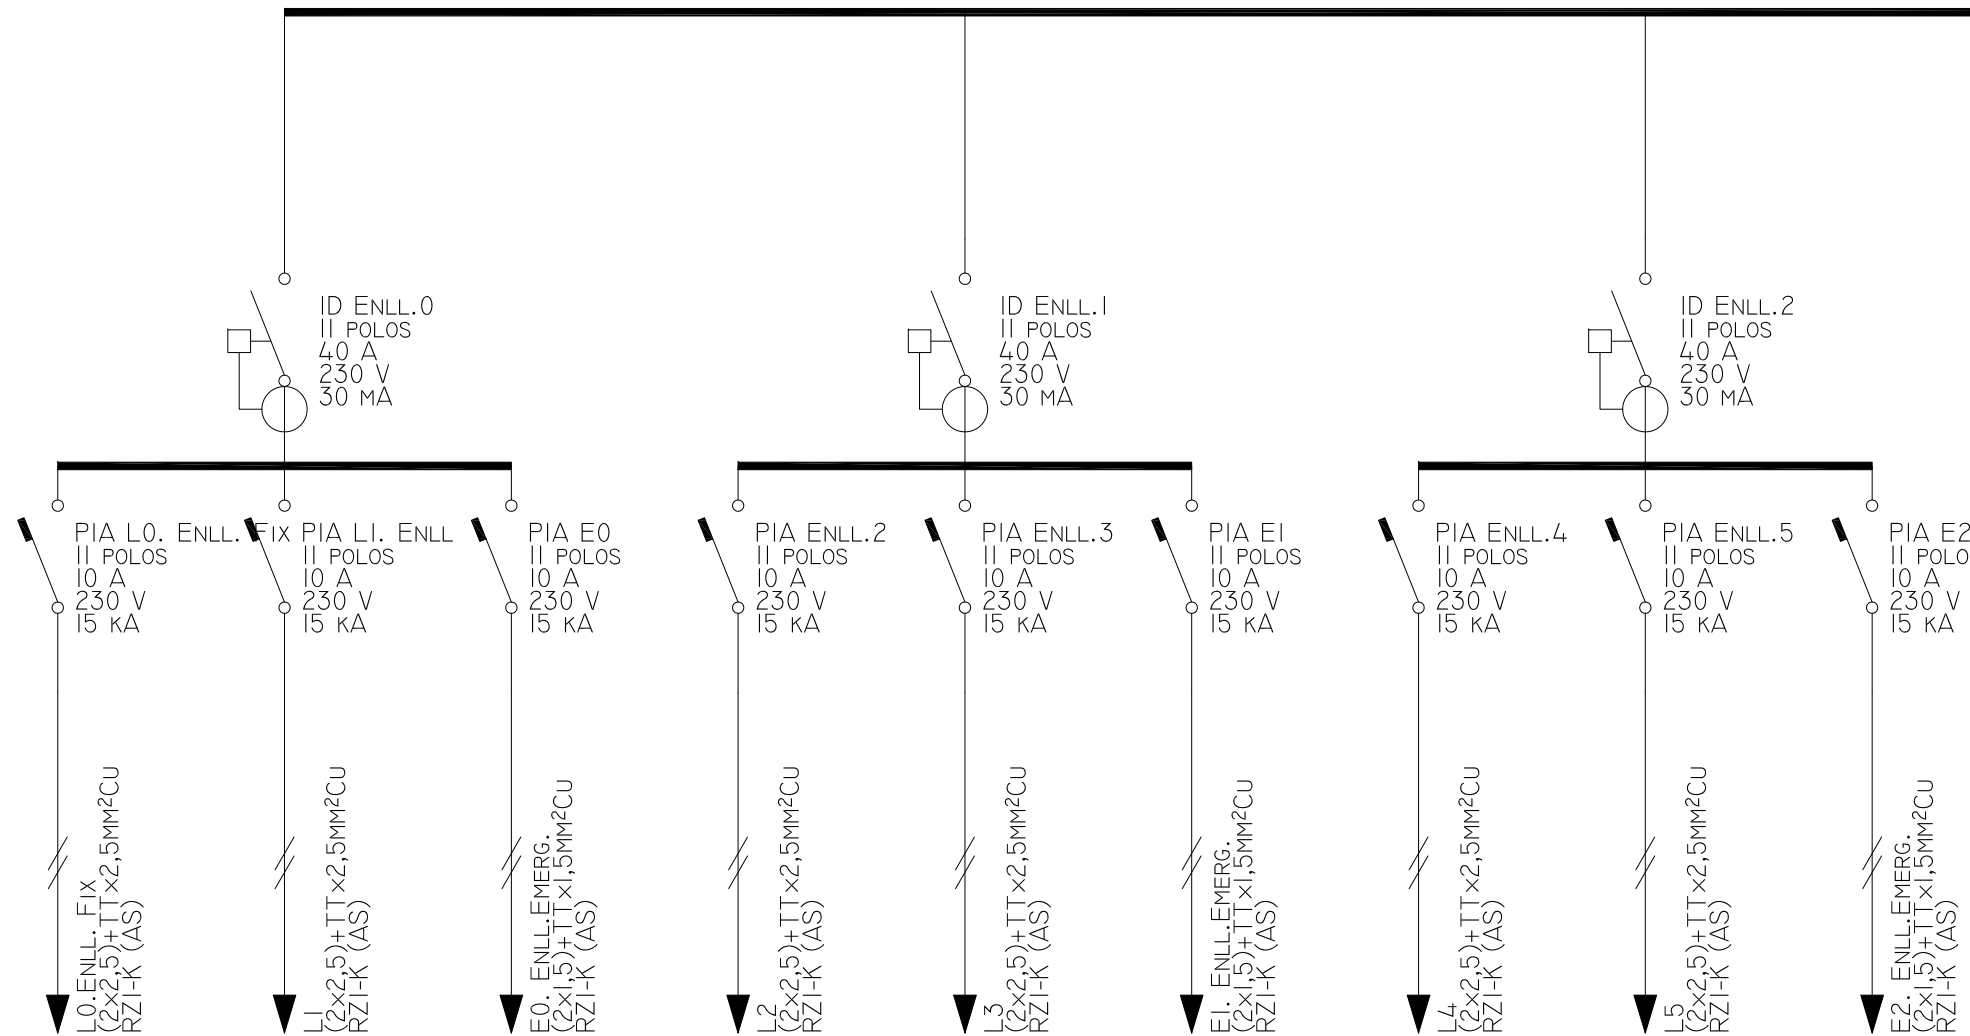 ID ENLL.0
II POLOS
40 A
230 V
30 MA
ID ENLL.1
II POLOS
40 A
230 V
30 MA
ID ENLL.2
II POLOS
40 A
230 V
30 MA
PIA L0. ENLL. FIX
II POLOS
10 A
230 V
15 KA
PIA L1. ENLL
II POLOS
10 A
230 V
15 KA
PIA E0
II POLOS
10 A
230 V
15 KA
PIA ENLL.2
II POLOS
10 A
230 V
15 KA
PIA ENLL.3
II POLOS
10 A
230 V
15 KA
PIA E1
II POLOS
10 A
230 V
15 KA
PIA ENLL.4
II POLOS
10 A
230 V
15 KA
PIA ENLL.5
II POLOS
10 A
230 V
15 KA
PIA E2
II POLO
10 A
230 V
15 KA
L0.ENLL. FIX
(2x2,5)+TTx2,5MM²CU
RZ1-K (AS)
L1
(2x2,5)+TTx2,5MM²CU
RZ1-K (AS)
E0. ENLL.EMERG.
(2x1,5)+TTx1,5MM²CU
RZ1-K (AS)
L2
(2x2,5)+TTx2,5MM²CU
RZ1-K (AS)
L3
(2x2,5)+TTx2,5MM²CU
RZ1-K (AS)
E1. ENLL.EMERG.
(2x1,5)+TTx1,5MM²CU
RZ1-K (AS)
L4
(2x2,5)+TTx2,5MM²CU
RZ1-K (AS)
L5
(2x2,5)+TTx2,5MM²CU
RZ1-K (AS)
E2. ENLL.EMERG.
(2x1,5)+TTx1,5MM²CU
RZ1-K (AS)